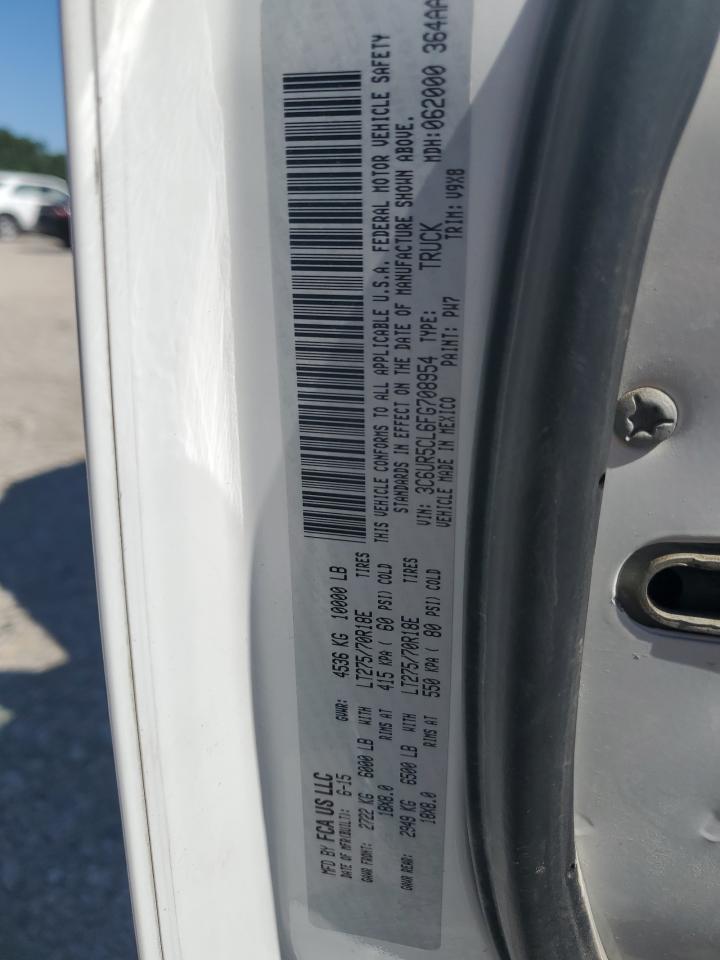 MFD BY FCA US LLC
DATE OF MFR(BUILT): 6-15 GVWR: 4536 KG 10000 LB
GAWR FRONT: 2722 KG 6000 LB WITH LT275/70R18E TIRES
18X8.0 RIMS AT 415 KPA ( 60 PSI) COLD
GAWR REAR: 2949 KG 6500 LB WITH LT275/70R18E TIRES
18X8.0 RIMS AT 550 KPA ( 80 PSI) COLD
THIS VEHICLE CONFORMS TO ALL APPLICABLE U.S.A. FEDERAL MOTOR VEHICLE SAFETY
STANDARDS IN EFFECT ON THE DATE OF MANUFACTURE SHOWN ABOVE.
VIN: 3C6UR5CL6FG708954 TYPE: TRUCK MDH:062000 364AA
VEHICLE MADE IN MEXICO PAINT: PW7 TRIM: V9X8